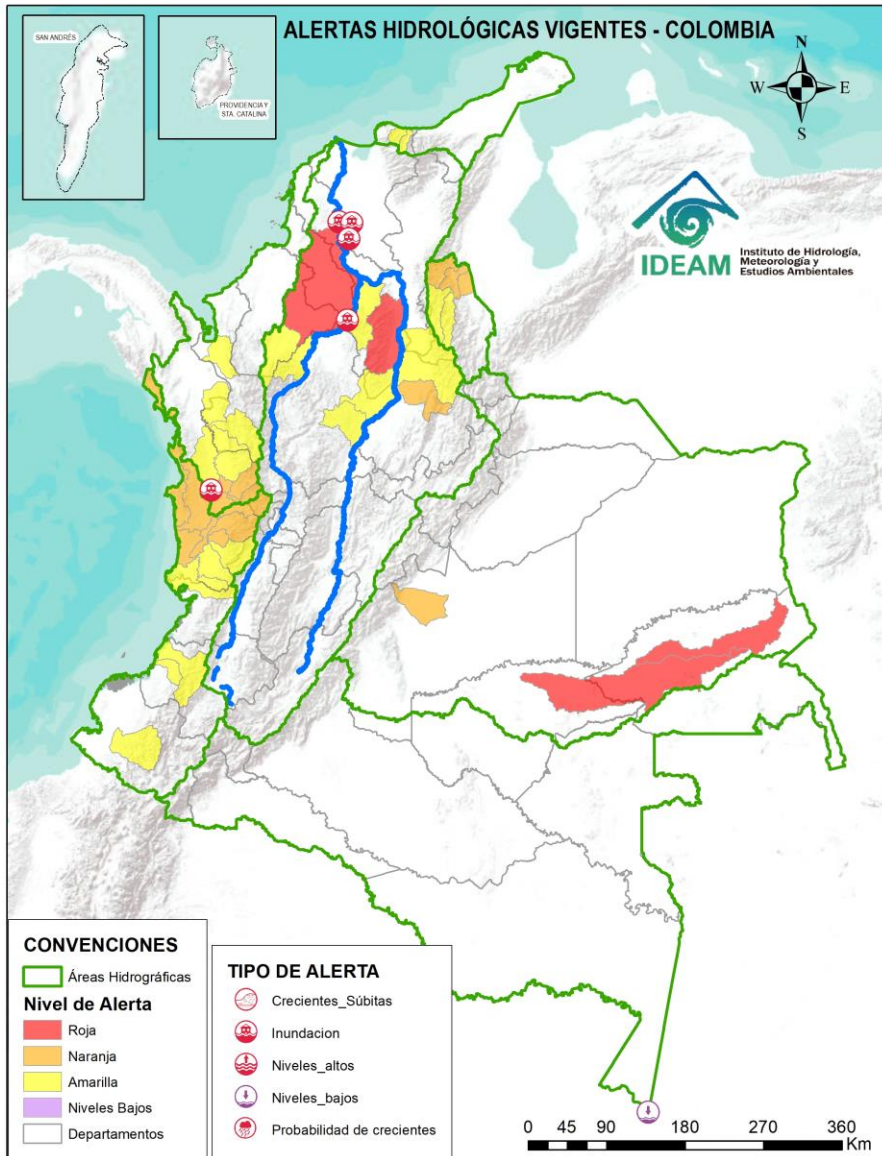 ALERTAS HIDROLÓGICAS VIGENTES - COLOMBIA
SAN ANDRÉS
PROVIDENCIA Y
STA. CATALINA
N
W
E
S
IDEAM
Instituto de Hidrología,
Meteorología y
Estudios Ambientales
CONVENCIONES
Áreas Hidrográficas
Nivel de Alerta
Roja
Naranja
Amarilla
Niveles Bajos
Departamentos
TIPO DE ALERTA
Crecientes_Súbitas
Inundacion
Niveles_altos
Niveles_bajos
Probabilidad de crecientes
0 45 90 180 270 360
Km